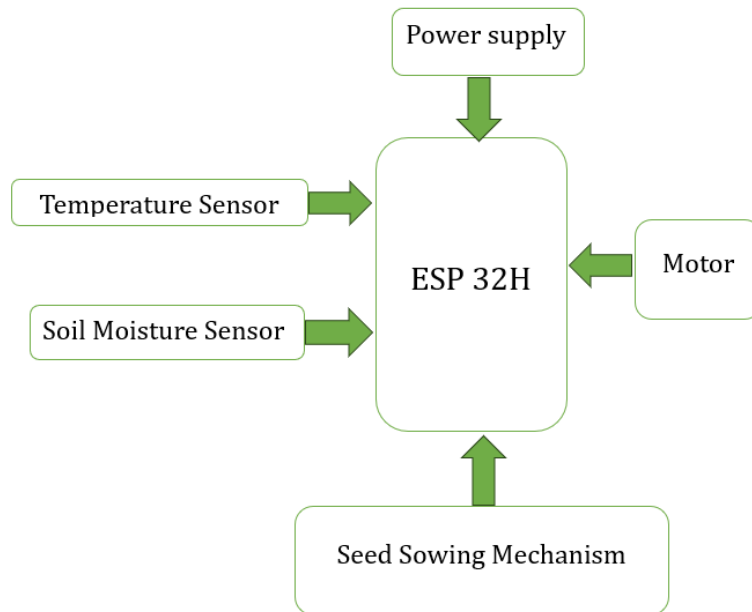 Power supply
Temperature Sensor
ESP 32H
Motor
Soil Moisture Sensor
Seed Sowing Mechanism